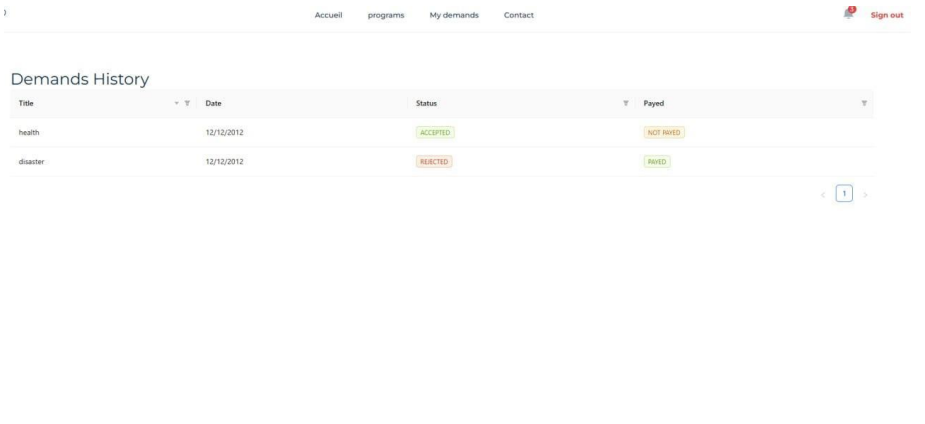 Accueil programs My demands Contact 3 Sign out
Demands History
Title Date Status Payed
health 12/12/2012 ACCEPTED NOT PAYED
disaster 12/12/2012 REJECTED PAYED
< 1 >